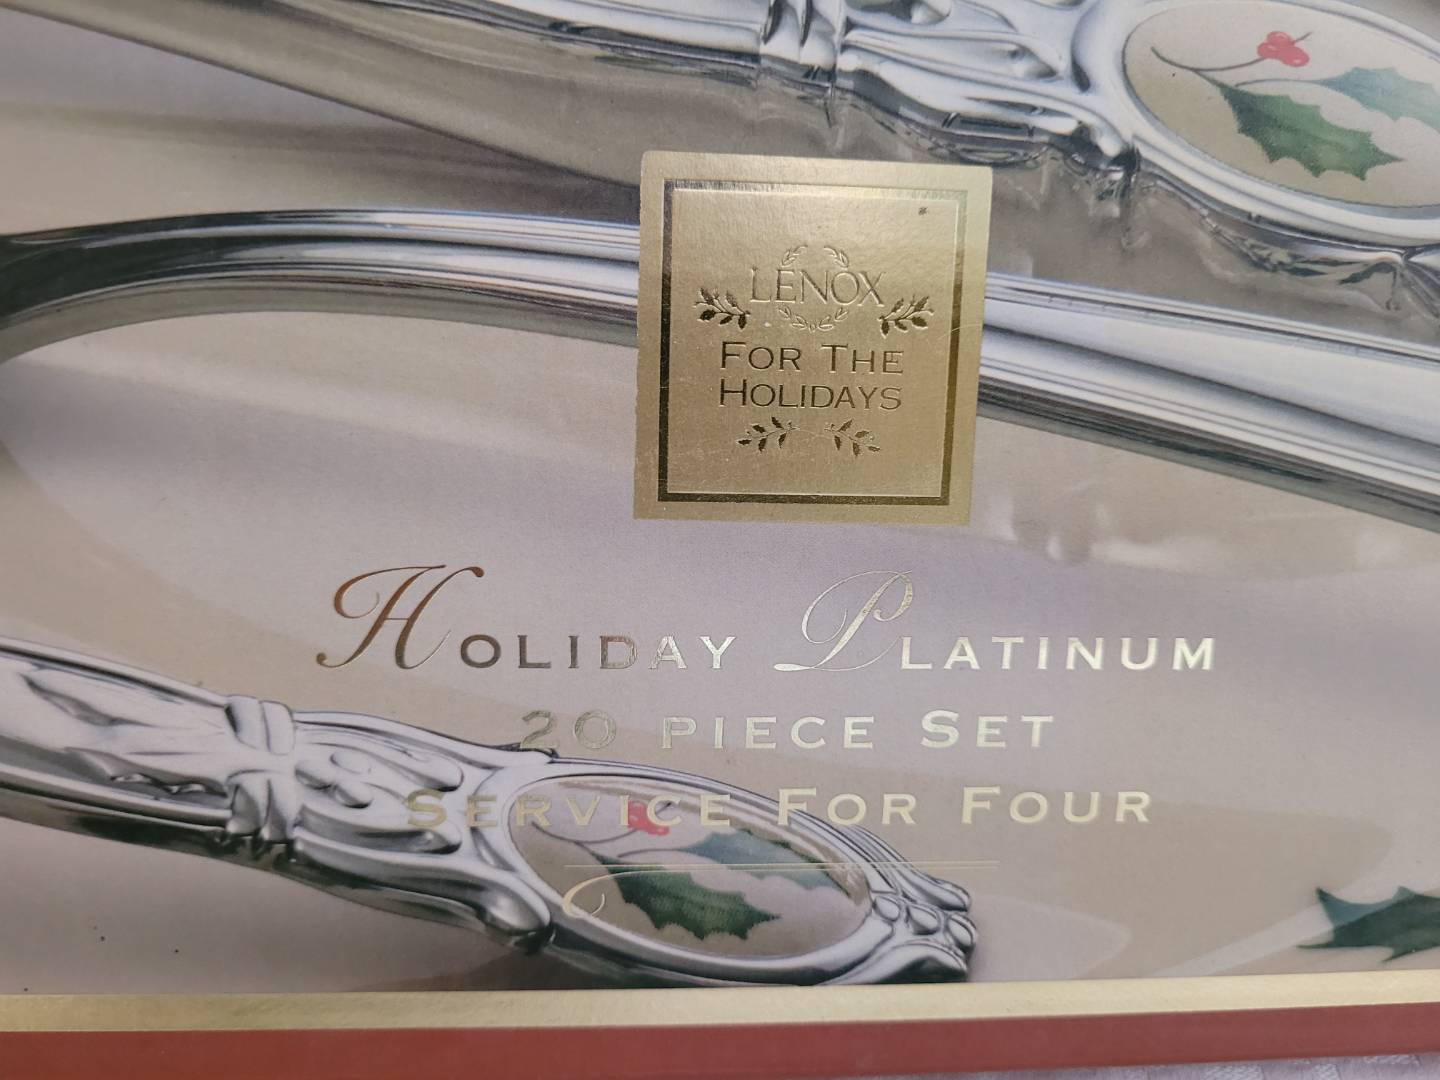 LENOX
FOR THE
HOLIDAYS
HOLIDAY PLATINUM
20 PIECE SET
SERVICE FOR FOUR